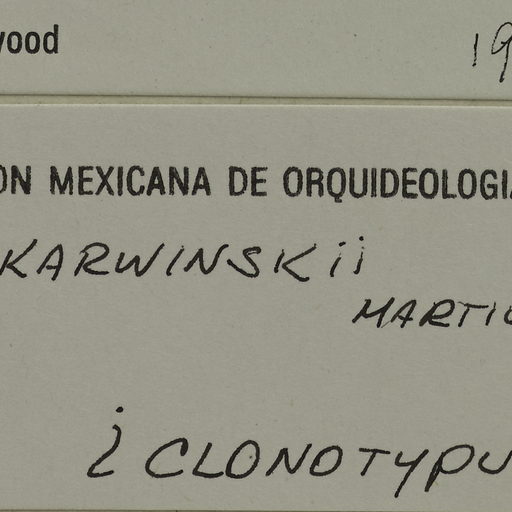 wood 19
ON MEXICANA DE ORQUIDEOLOGIA
KARWINSKii
MARTIU
¿ CLONOTYPU